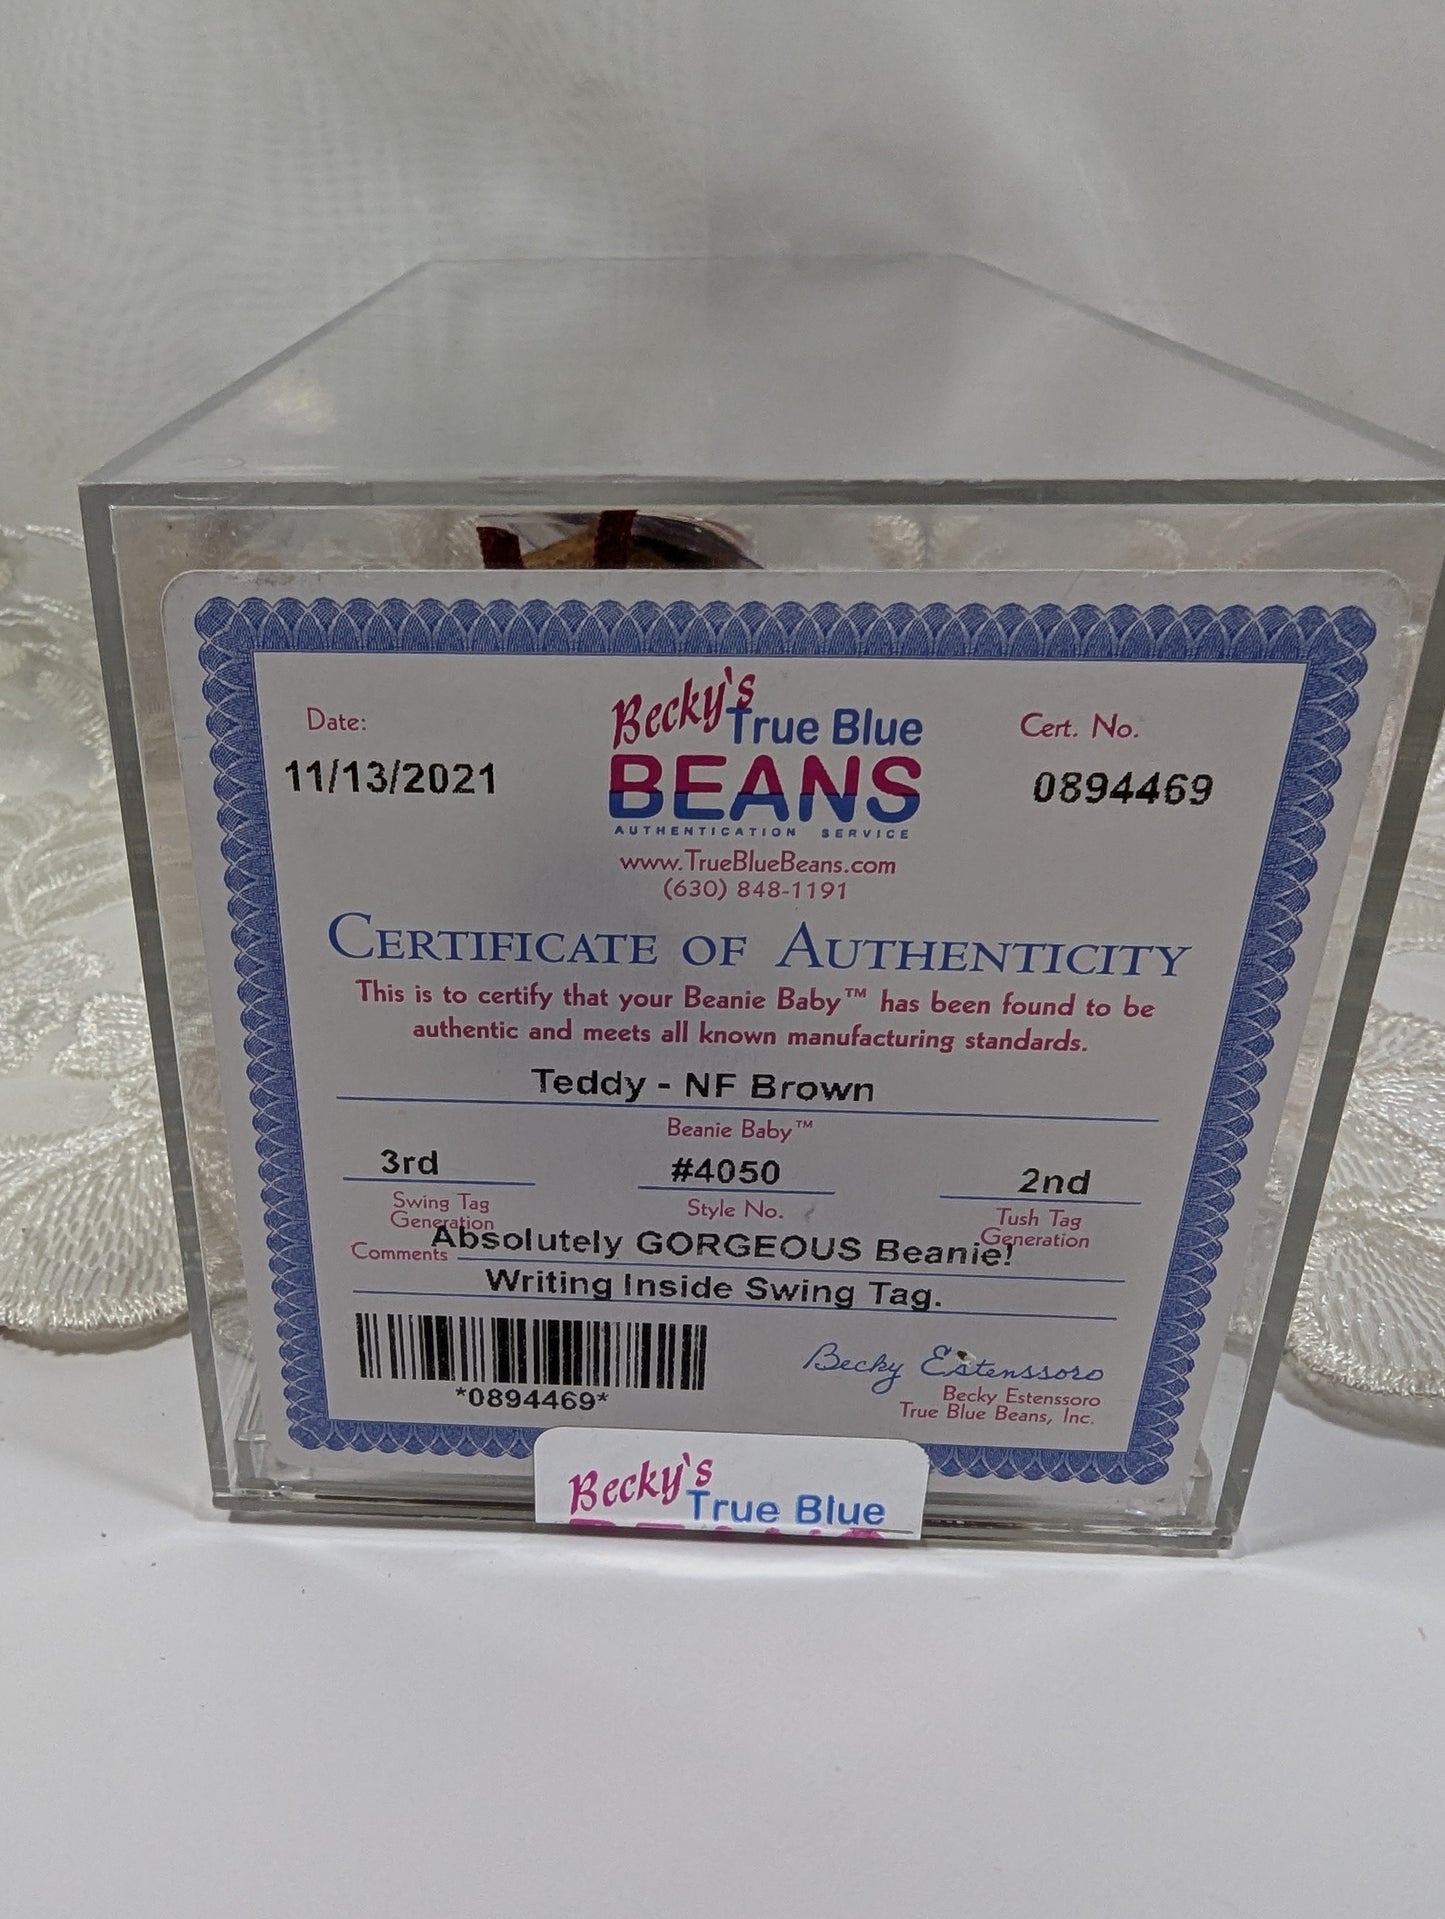 Date:
11/13/2021
Becky's
True Blue
BEANS
AUTHENTICATION SERVICE
www.TrueBlueBeans.com
(630) 848-1191
Cert. No.
0894469
CERTIFICATE OF AUTHENTICITY
This is to certify that your Beanie Baby™ has been found to be
authentic and meets all known manufacturing standards.
Teddy - NF Brown
Beanie Baby™
3rd
Swing Tag
Generation
#4050
Style No.
2nd
Tush Tag
Generation
Comments Absolutely GORGEOUS Beanie!
Writing Inside Swing Tag.
*0894469*
Becky Estenssoro
Becky Estenssoro
True Blue Beans, Inc.
Becky's
True Blue
BEANS